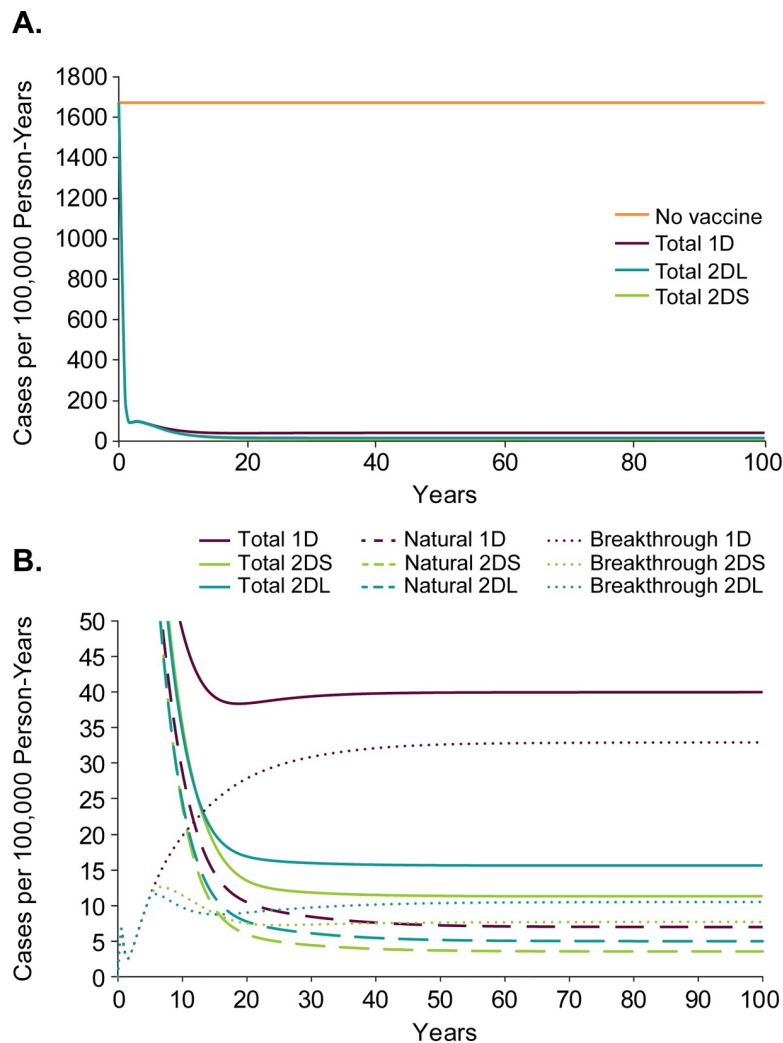 A.
Cases per 100,000 Person-Years
1800
1600
1400
1200
1000
800
600
400
200
0
No vaccine
Total 1D
Total 2DL
Total 2DS
0 20 40 60 80 100
Years
B.
Total 1D Natural 1D Breakthrough 1D
Total 2DS Natural 2DS Breakthrough 2DS
Total 2DL Natural 2DL Breakthrough 2DL
Cases per 100,000 Person-Years
50
45
40
35
30
25
20
15
10
5
0
0 10 20 30 40 50 60 70 80 90 100
Years